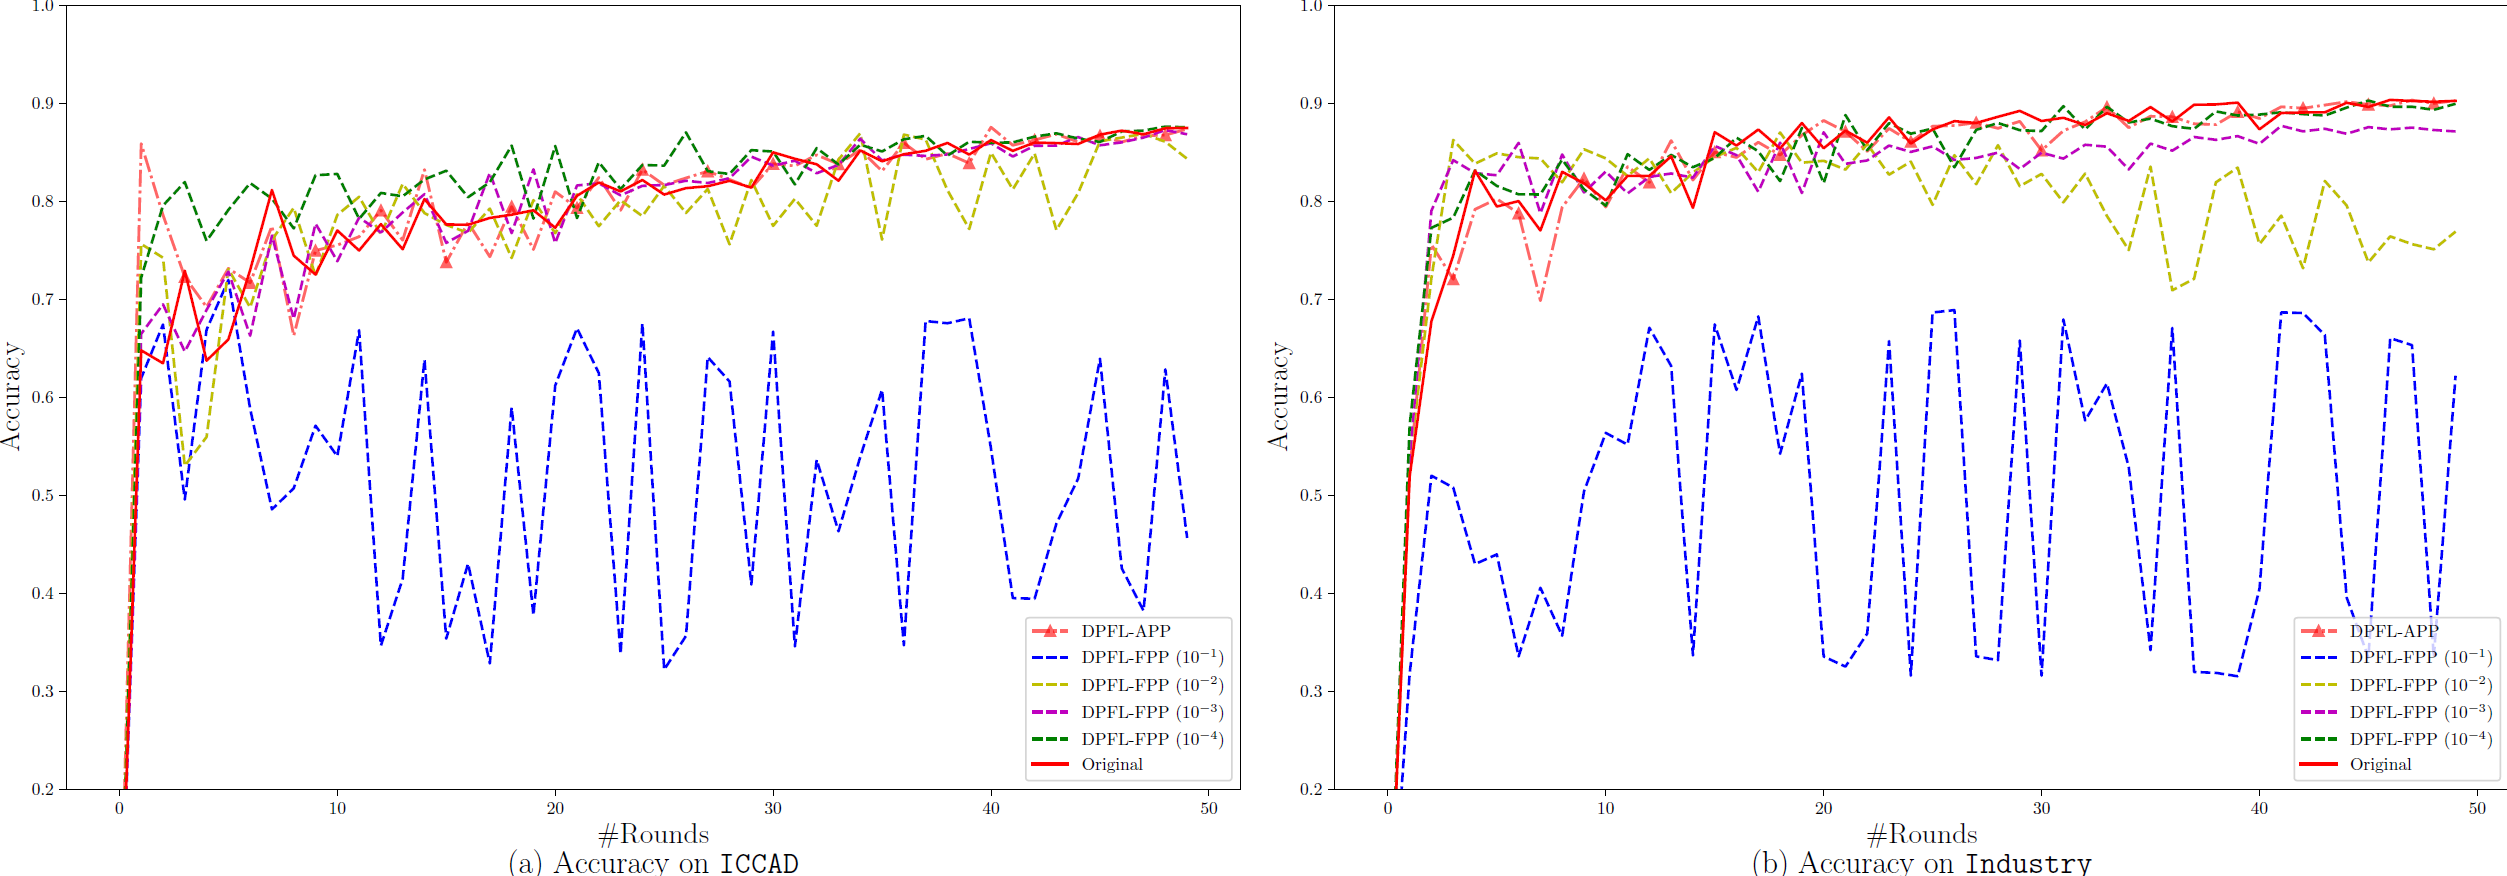 1.0
0.9
0.8
0.7
0.6
0.5
0.4
0.3
0.2
Accuracy
0 10 20 30 40 50
#Rounds
DPFL-APP
DPFL-FPP (10⁻¹)
DPFL-FPP (10⁻²)
DPFL-FPP (10⁻³)
DPFL-FPP (10⁻⁴)
Original
(a) Accuracy on ICCAD
1.0
0.9
0.8
0.7
0.6
0.5
0.4
0.3
0.2
Accuracy
0 10 20 30 40 50
#Rounds
DPFL-APP
DPFL-FPP (10⁻¹)
DPFL-FPP (10⁻²)
DPFL-FPP (10⁻³)
DPFL-FPP (10⁻⁴)
Original
(b) Accuracy on Industry